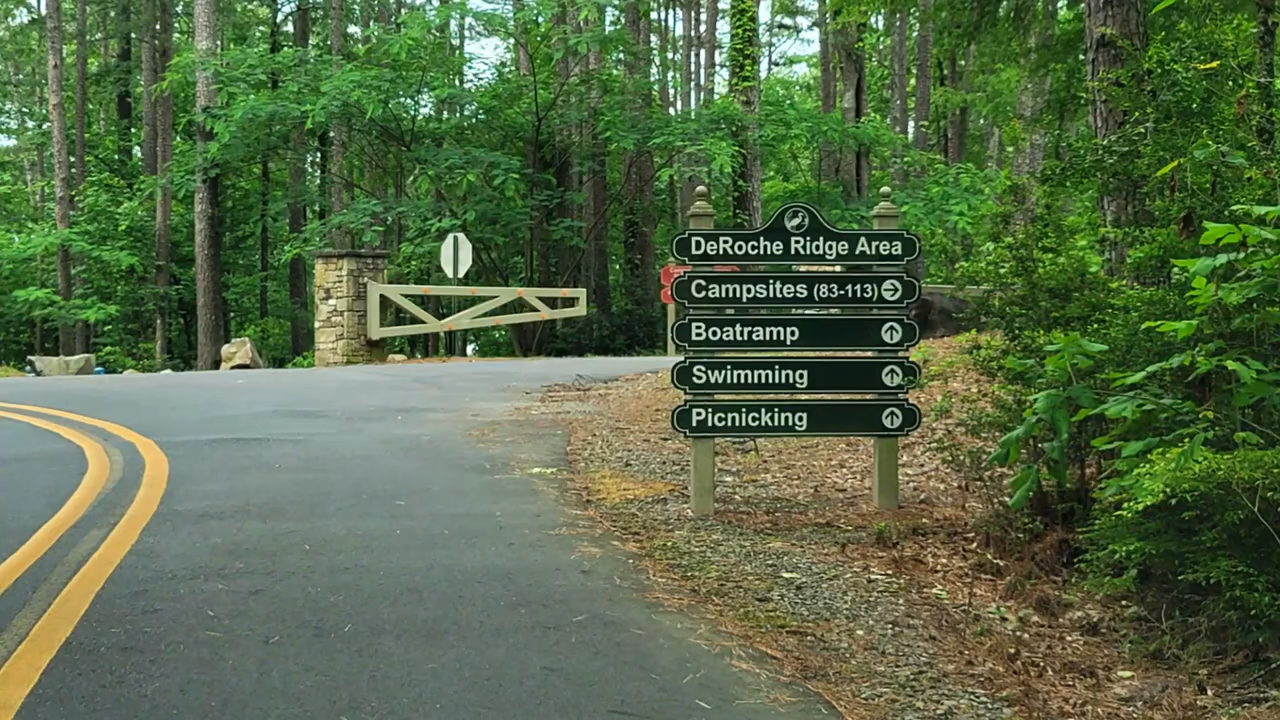 DeRoche Ridge Area
Campsites (83-113)
Boatramp
Swimming
Picnicking